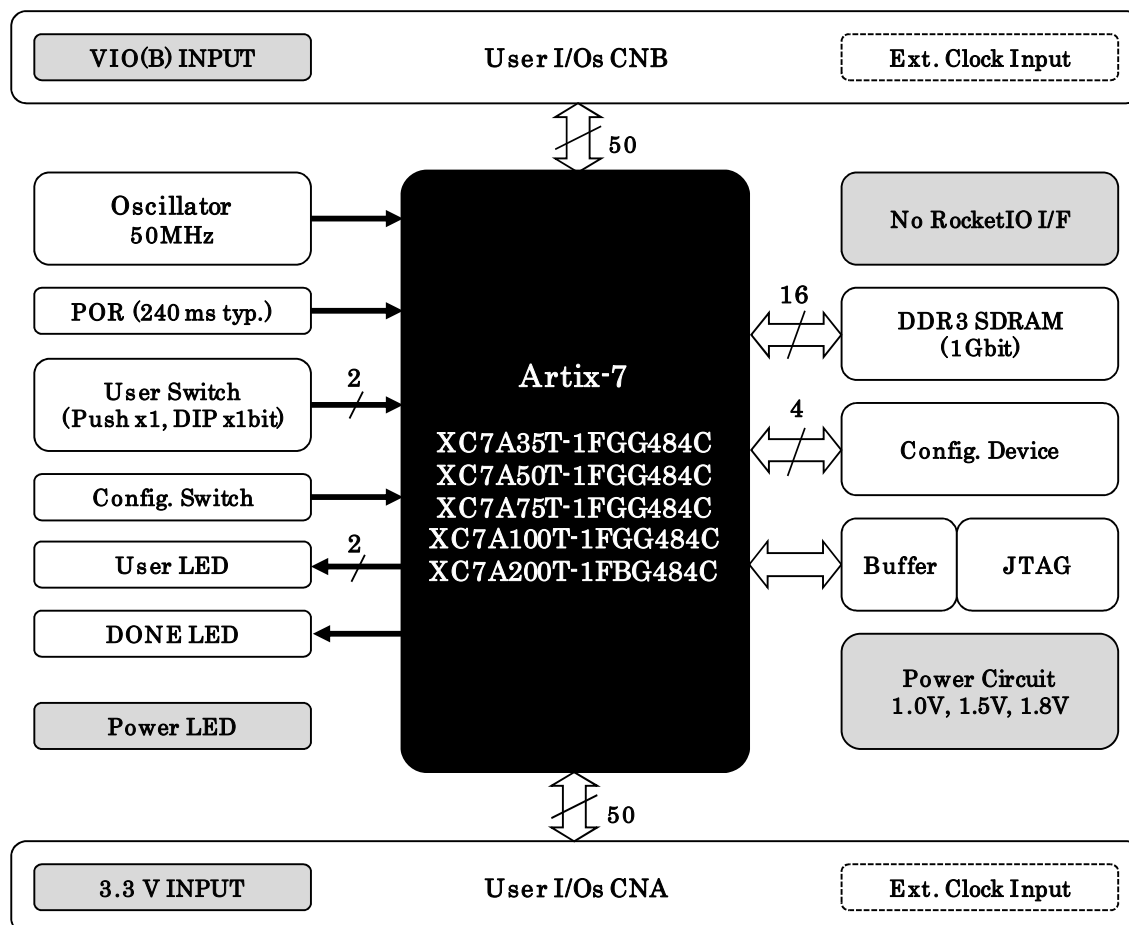 VIO(B) INPUT
User I/Os CNB
Ext. Clock Input
50
Oscillator
50MHz
POR (240 ms typ.)
User Switch
(Push x1, DIP x1bit)
2
Config. Switch
User LED
2
DONE LED
Power LED
Artix-7
XC7A35T-1FGG484C
XC7A50T-1FGG484C
XC7A75T-1FGG484C
XC7A100T-1FGG484C
XC7A200T-1FBG484C
No RocketIO I/F
16
DDR3 SDRAM
(1Gbit)
4
Config. Device
Buffer
JTAG
Power Circuit
1.0V, 1.5V, 1.8V
50
3.3 V INPUT
User I/Os CNA
Ext. Clock Input